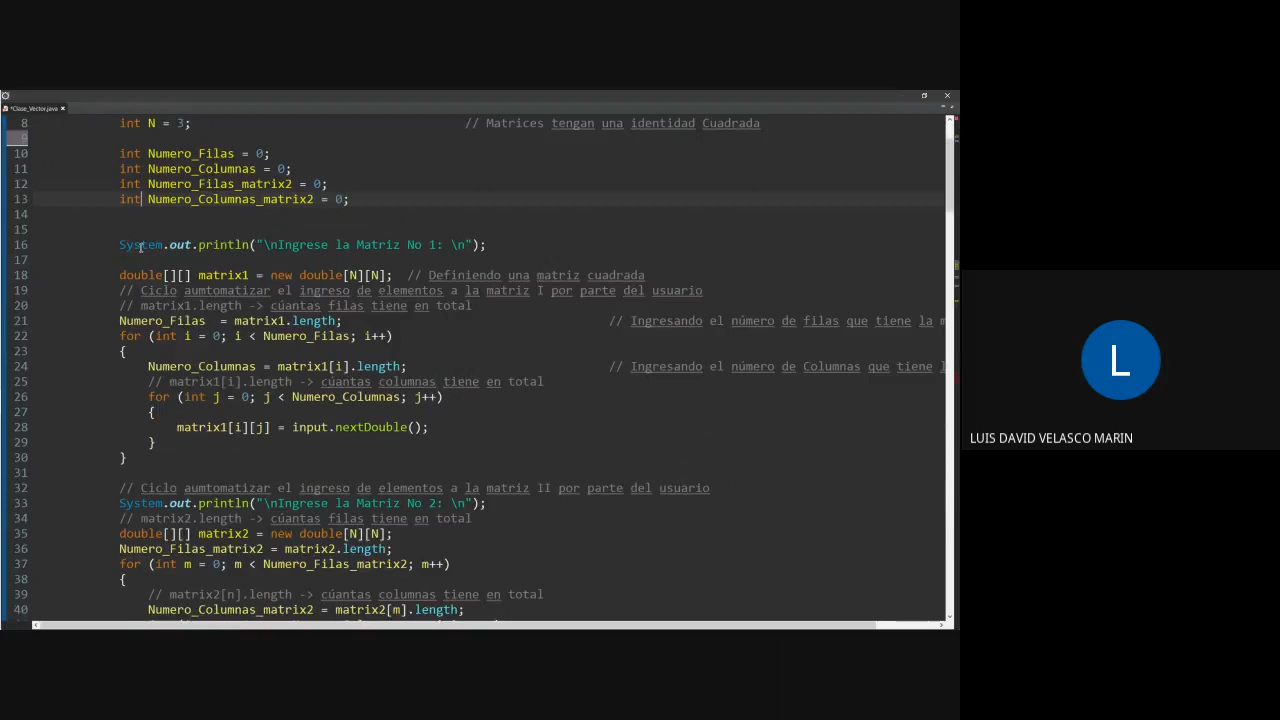 *Clase_Vector.java
8 int N = 3; // Matrices tengan una identidad Cuadrada
9
10 int Numero_Filas = 0;
11 int Numero_Columnas = 0;
12 int Numero_Filas_matrix2 = 0;
13 int Numero_Columnas_matrix2 = 0;
14
15
16 System.out.println("\nIngrese la Matriz No 1: \n");
17
18 double[][] matrix1 = new double[N][N]; // Definiendo una matriz cuadrada
19 // Ciclo aumtomatizar el ingreso de elementos a la matriz I por parte del usuario
20 // matrix1.length -> cúantas filas tiene en total
21 Numero_Filas = matrix1.length; // Ingresando el número de filas que tiene la m
22 for (int i = 0; i < Numero_Filas; i++)
23 {
24 Numero_Columnas = matrix1[i].length; // Ingresando el número de Columnas que tiene l
25 // matrix1[i].length -> cúantas columnas tiene en total
26 for (int j = 0; j < Numero_Columnas; j++)
27 {
28 matrix1[i][j] = input.nextDouble();
29 }
30 }
31
32 // Ciclo aumtomatizar el ingreso de elementos a la matriz II por parte del usuario
33 System.out.println("\nIngrese la Matriz No 2: \n");
34 // matrix2.length -> cúantas filas tiene en total
35 double[][] matrix2 = new double[N][N];
36 Numero_Filas_matrix2 = matrix2.length;
37 for (int m = 0; m < Numero_Filas_matrix2; m++)
38 {
39 // matrix2[n].length -> cúantas columnas tiene en total
40 Numero_Columnas_matrix2 = matrix2[m].length;
L
LUIS DAVID VELASCO MARIN